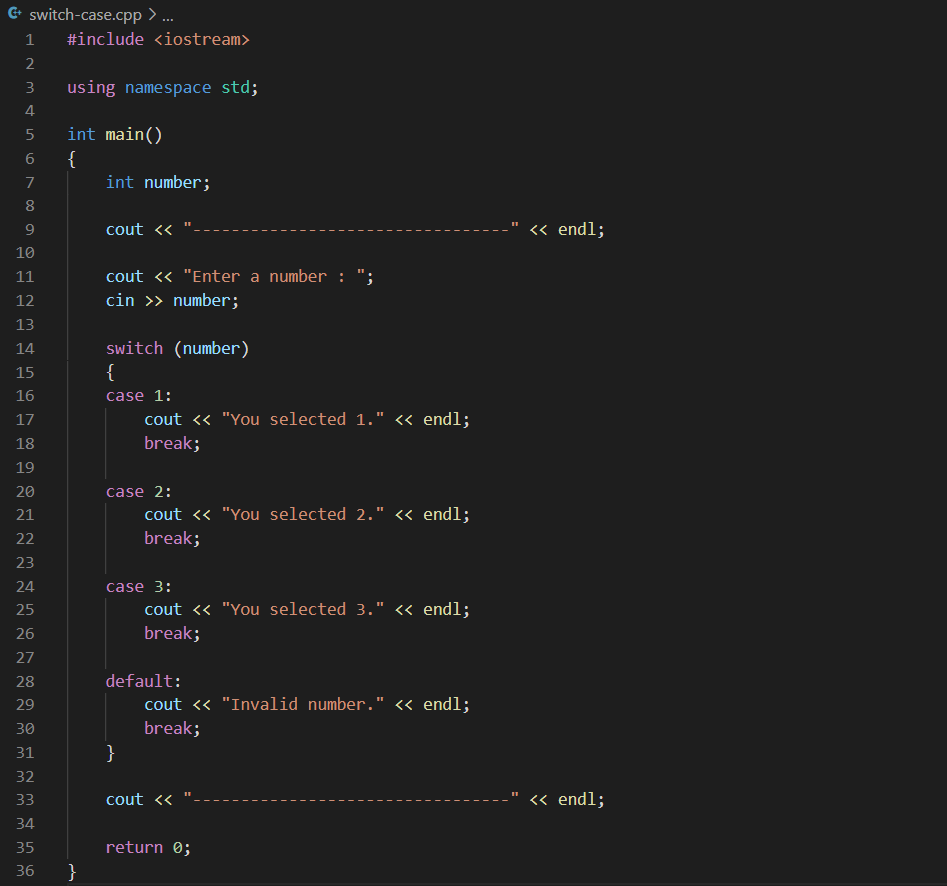 switch-case.cpp > ...
1 #include <iostream>
2
3 using namespace std;
4
5 int main()
6 {
7     int number;
8
9     cout << "---------------------------------" << endl;
10
11     cout << "Enter a number : ";
12     cin >> number;
13
14     switch (number)
15     {
16     case 1:
17         cout << "You selected 1." << endl;
18         break;
19
20     case 2:
21         cout << "You selected 2." << endl;
22         break;
23
24     case 3:
25         cout << "You selected 3." << endl;
26         break;
27
28     default:
29         cout << "Invalid number." << endl;
30         break;
31     }
32
33     cout << "---------------------------------" << endl;
34
35     return 0;
36 }